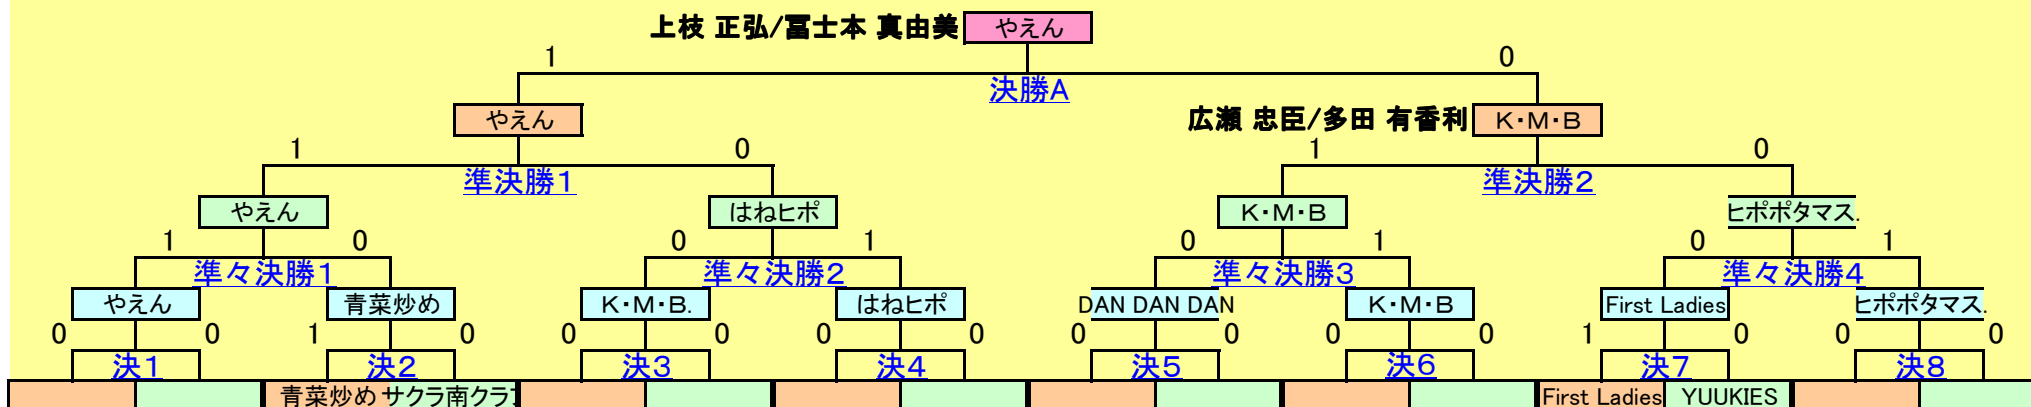 上枝 正弘/冨士本 真由美 やえん
1 0
決勝A
やえん 広瀬 忠臣/多田 有香利 K・M・B
1 0 1 0
準決勝1 準決勝2
やえん はねヒポ K・M・B ヒポポタマス.
1 0 0 1 0 1 0 1
準々決勝1 準々決勝2 準々決勝3 準々決勝4
やえん 青菜炒め K・M・B. はねヒポ DAN DAN DAN K・M・B First Ladies ヒポポタマス.
0 0 1 0 0 0 0 0 0 0 0 0 1 0 0 0
決1 決2 決3 決4 決5 決6 決7 決8
青菜炒め サクラ南クラブ First Ladies YUUKIES